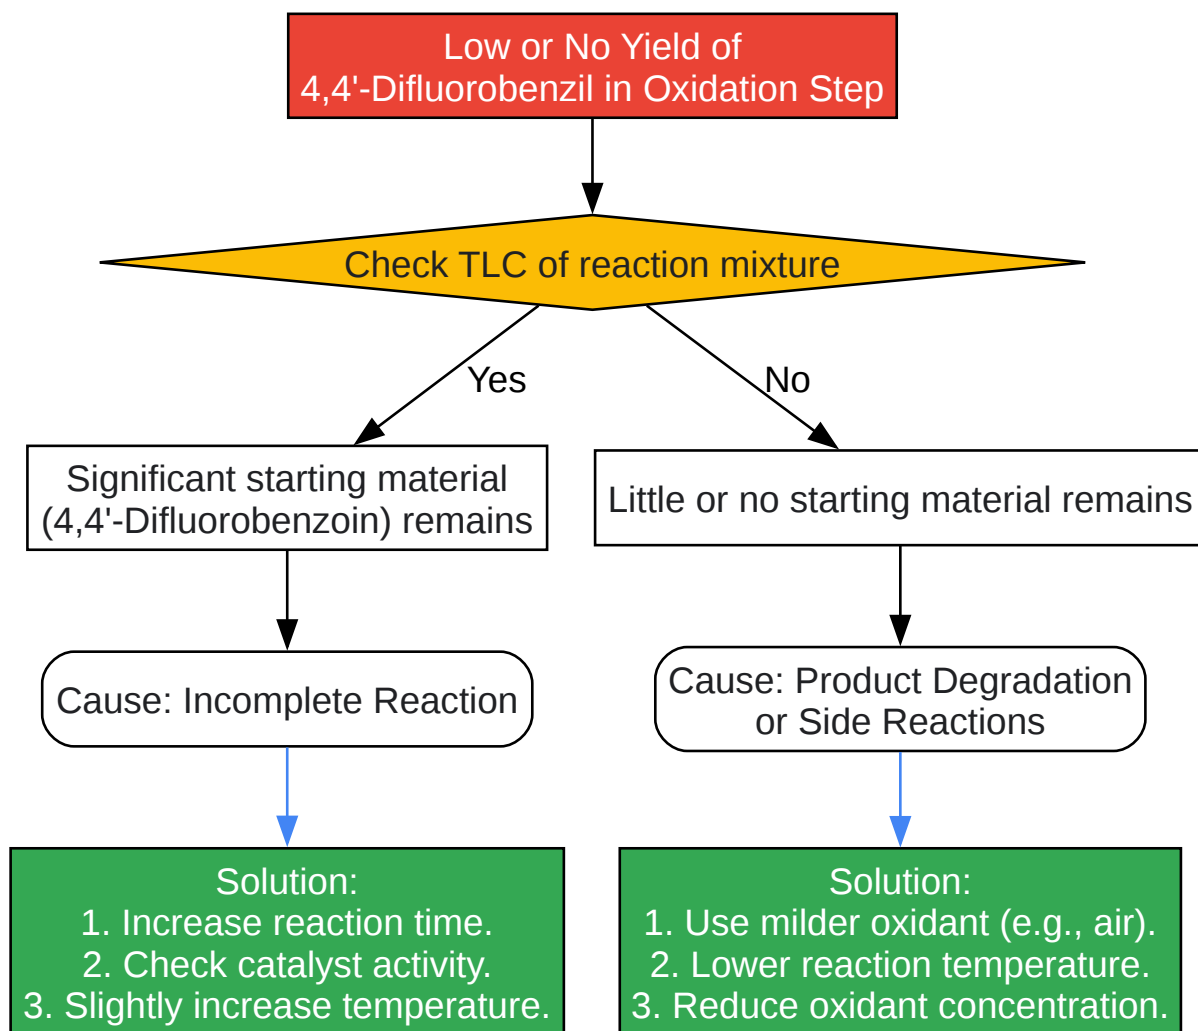 Low or No Yield of
4,4'-Difluorobenzil in Oxidation Step
Check TLC of reaction mixture
Yes
No
Significant starting material
(4,4'-Difluorobenzoin) remains
Little or no starting material remains
Cause: Incomplete Reaction
Cause: Product Degradation
or Side Reactions
Solution:
1. Increase reaction time.
2. Check catalyst activity.
3. Slightly increase temperature.
Solution:
1. Use milder oxidant (e.g., air).
2. Lower reaction temperature.
3. Reduce oxidant concentration.